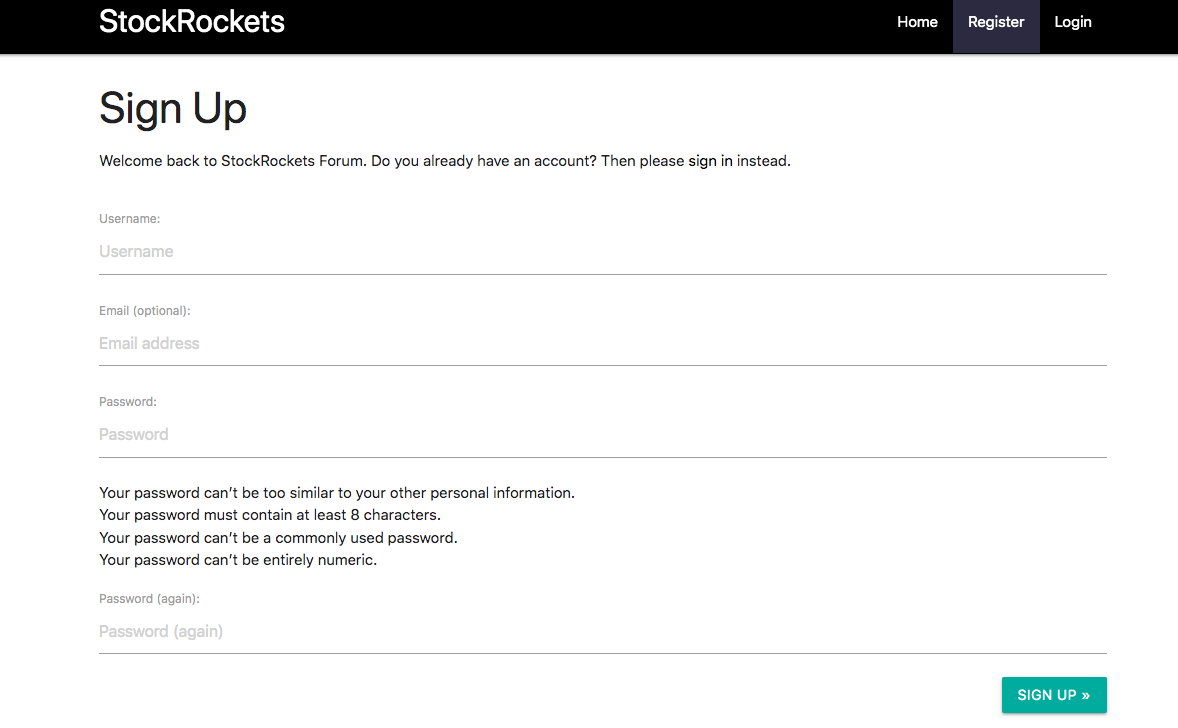 StockRockets
Home
Register
Login
Sign Up
Welcome back to StockRockets Forum. Do you already have an account? Then please sign in instead.
Username:
Username
Email (optional):
Email address
Password:
Password
Your password can’t be too similar to your other personal information.
Your password must contain at least 8 characters.
Your password can’t be a commonly used password.
Your password can’t be entirely numeric.
Password (again):
Password (again)
SIGN UP »